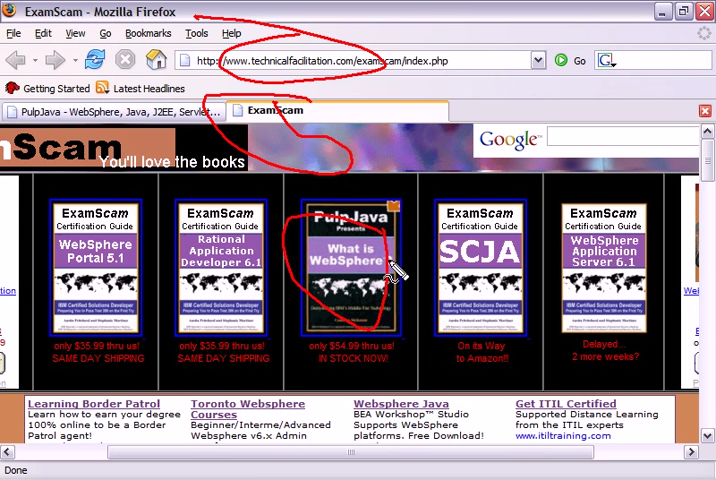 ExamScam - Mozilla Firefox
File Edit View Go Bookmarks Tools Help
http://www.technicalfacilitation.com/examscam/index.php
Go
G
Getting Started Latest Headlines
PulpJava - WebSphere, Java, J2EE, Servlet...
ExamScam
nScam
You'll love the books
Google™
ExamScam
Certification Guide
WebSphere
Portal 5.1
IBM Certified Solutions Developer
only $35.99 thru us!
SAME DAY SHIPPING
ExamScam
Certification Guide
Rational
Application
Developer 6.1
IBM Certified Solutions Developer
only $35.99 thru us!
SAME DAY SHIPPING
PulpJava
Presents
What is
WebSphere
only $54.99 thru us!
IN STOCK NOW!
ExamScam
Certification Guide
SCJA
IBM Certified Solutions Developer
On its Way
to Amazon!!
ExamScam
Certification Guide
WebSphere
Application
Server 6.1
IBM Certified Solutions Developer
Delayed...
2 more weeks?
Learning Border Patrol
Learn how to earn your degree
100% online to be a Border
Patrol agent!
Toronto Websphere
Courses
Beginner/Interme/Advanced
Websphere v6.x Admin
Websphere Java
BEA Workshop™ Studio
Supports WebSphere
platforms. Free Download!
Get ITIL Certified
Supported Distance Learning
from the ITIL experts
www.itiltraining.com
Done